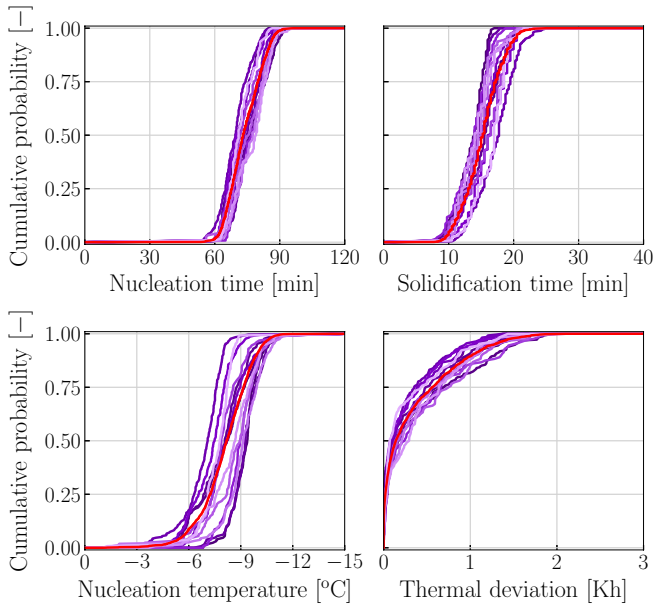 Cumulative probability [−]
1.00
0.75
0.50
0.25
0.00
0 30 60 90 120
Nucleation time [min]
0 10 20 30 40
Solidification time [min]
Cumulative probability [−]
1.00
0.75
0.50
0.25
0.00
0 −3 −6 −9 −12 −15
Nucleation temperature [ºC]
0 1 2 3
Thermal deviation [Kh]